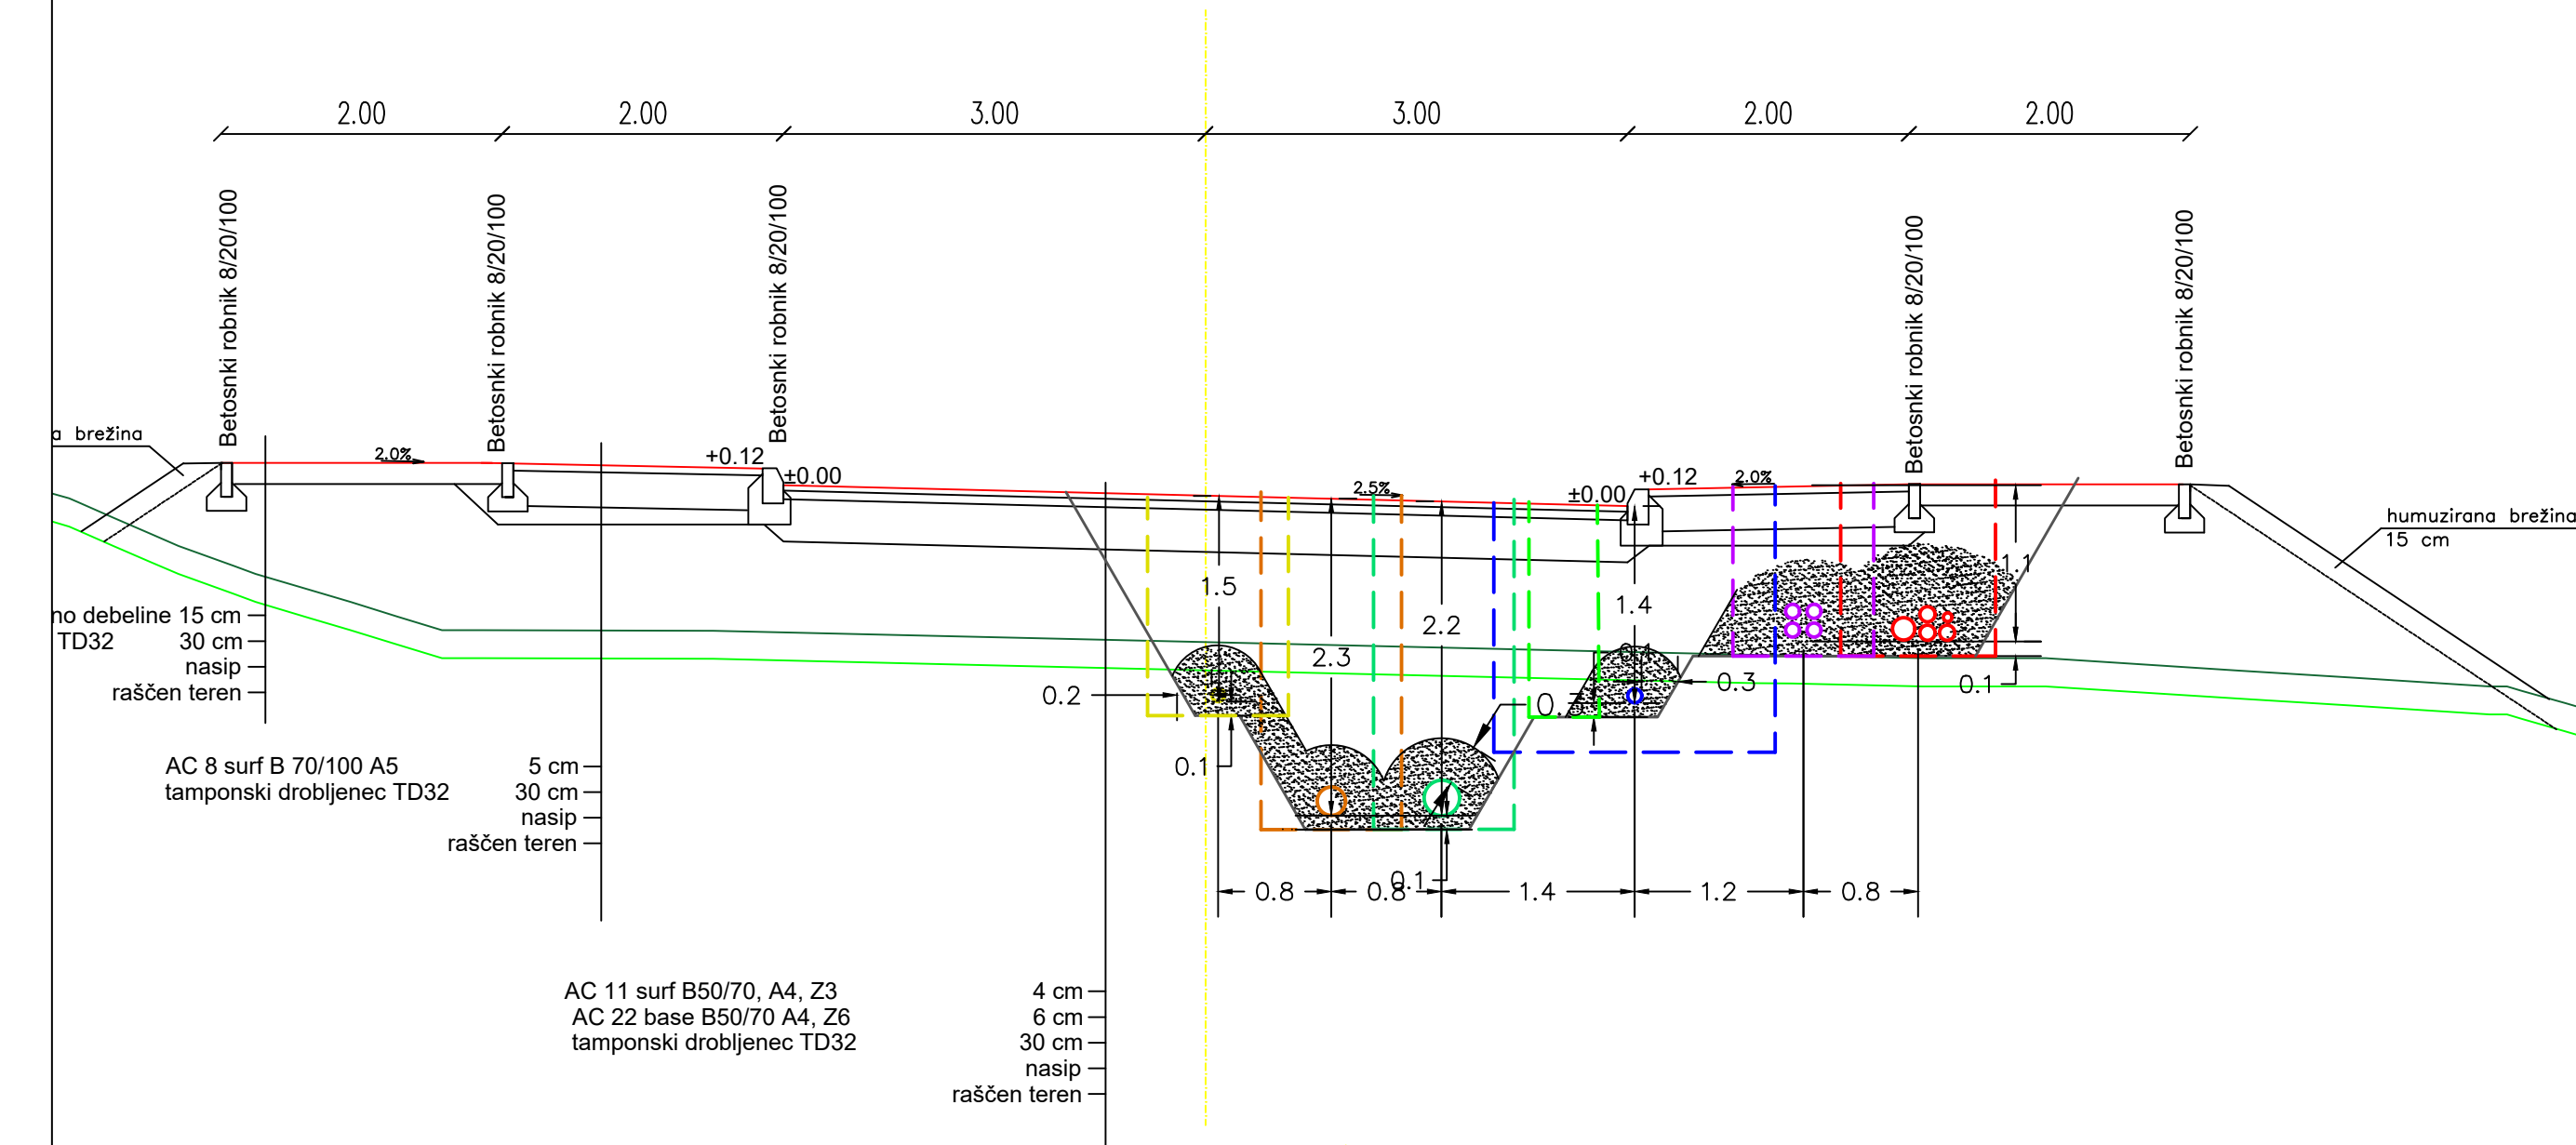 2.00 2.00 3.00 3.00 2.00 2.00
Betosnki robnik 8/20/100
Betosnki robnik 8/20/100
Betosnki robnik 8/20/100
Betosnki robnik 8/20/100
Betosnki robnik 8/20/100
a brežina
2.0%
+0.12
±0.00
2.5%
±0.00
+0.12
2.0%
humuzirana brežina
15 cm
1.5
2.3
2.2
1.4
1.1
0.1
0.2
0.3
0.1
0.1
0.1
no debeline 15 cm
TD32 30 cm
nasip
raščen teren
AC 8 surf B 70/100 A5 5 cm
tamponski drobljenec TD32 30 cm
nasip
raščen teren
0.8 0.8 1.4 1.2 0.8
AC 11 surf B50/70, A4, Z3 4 cm
AC 22 base B50/70 A4, Z6 6 cm
tamponski drobljenec TD32 30 cm
nasip
raščen teren